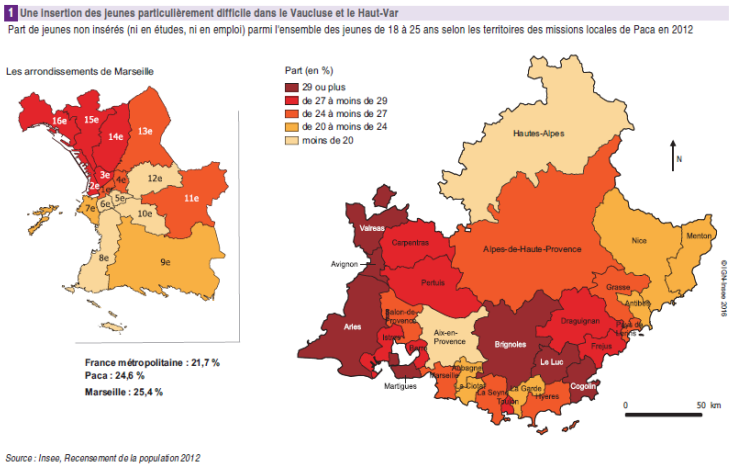 1 Une Insertion des jeunes particulièrement difficile dans le Vaucluse et le Haut-Var
Part de jeunes non insérés (ni en études, ni en emploi) parmi l'ensemble des jeunes de 18 à 25 ans selon les territoires des missions locales de Paca en 2012
Les arrondissements de Marseille
Part (en %)
29 ou plus
de 27 à moins de 29
de 24 à moins de 27
de 20 à moins de 24
moins de 20
16e
15e
14e
13e
3e
2e
4e
1e
12e
5e
6e
7e
11e
10e
8e
9e
Hautes-Alpes
N
Valreas
Carpentras
Alpes-de-Haute-Provence
Nice
Menton
Avignon
Pertuis
Grasse
Antibes
Salon-de-
Provence
Arles
Aix-en-
Provence
Draguignan
Istres
Brignoles
Frejus
Le Luc
Martigues
Marseille
Aubagne
La Ciotat
La Seyne
Toulon
La Garde
Hyeres
Cogolin
France métropolitaine : 21,7 %
Paca : 24,6 %
Marseille : 25,4 %
0 50 km
©IGN-Insee 2016
Source : Insee, Recensement de la population 2012